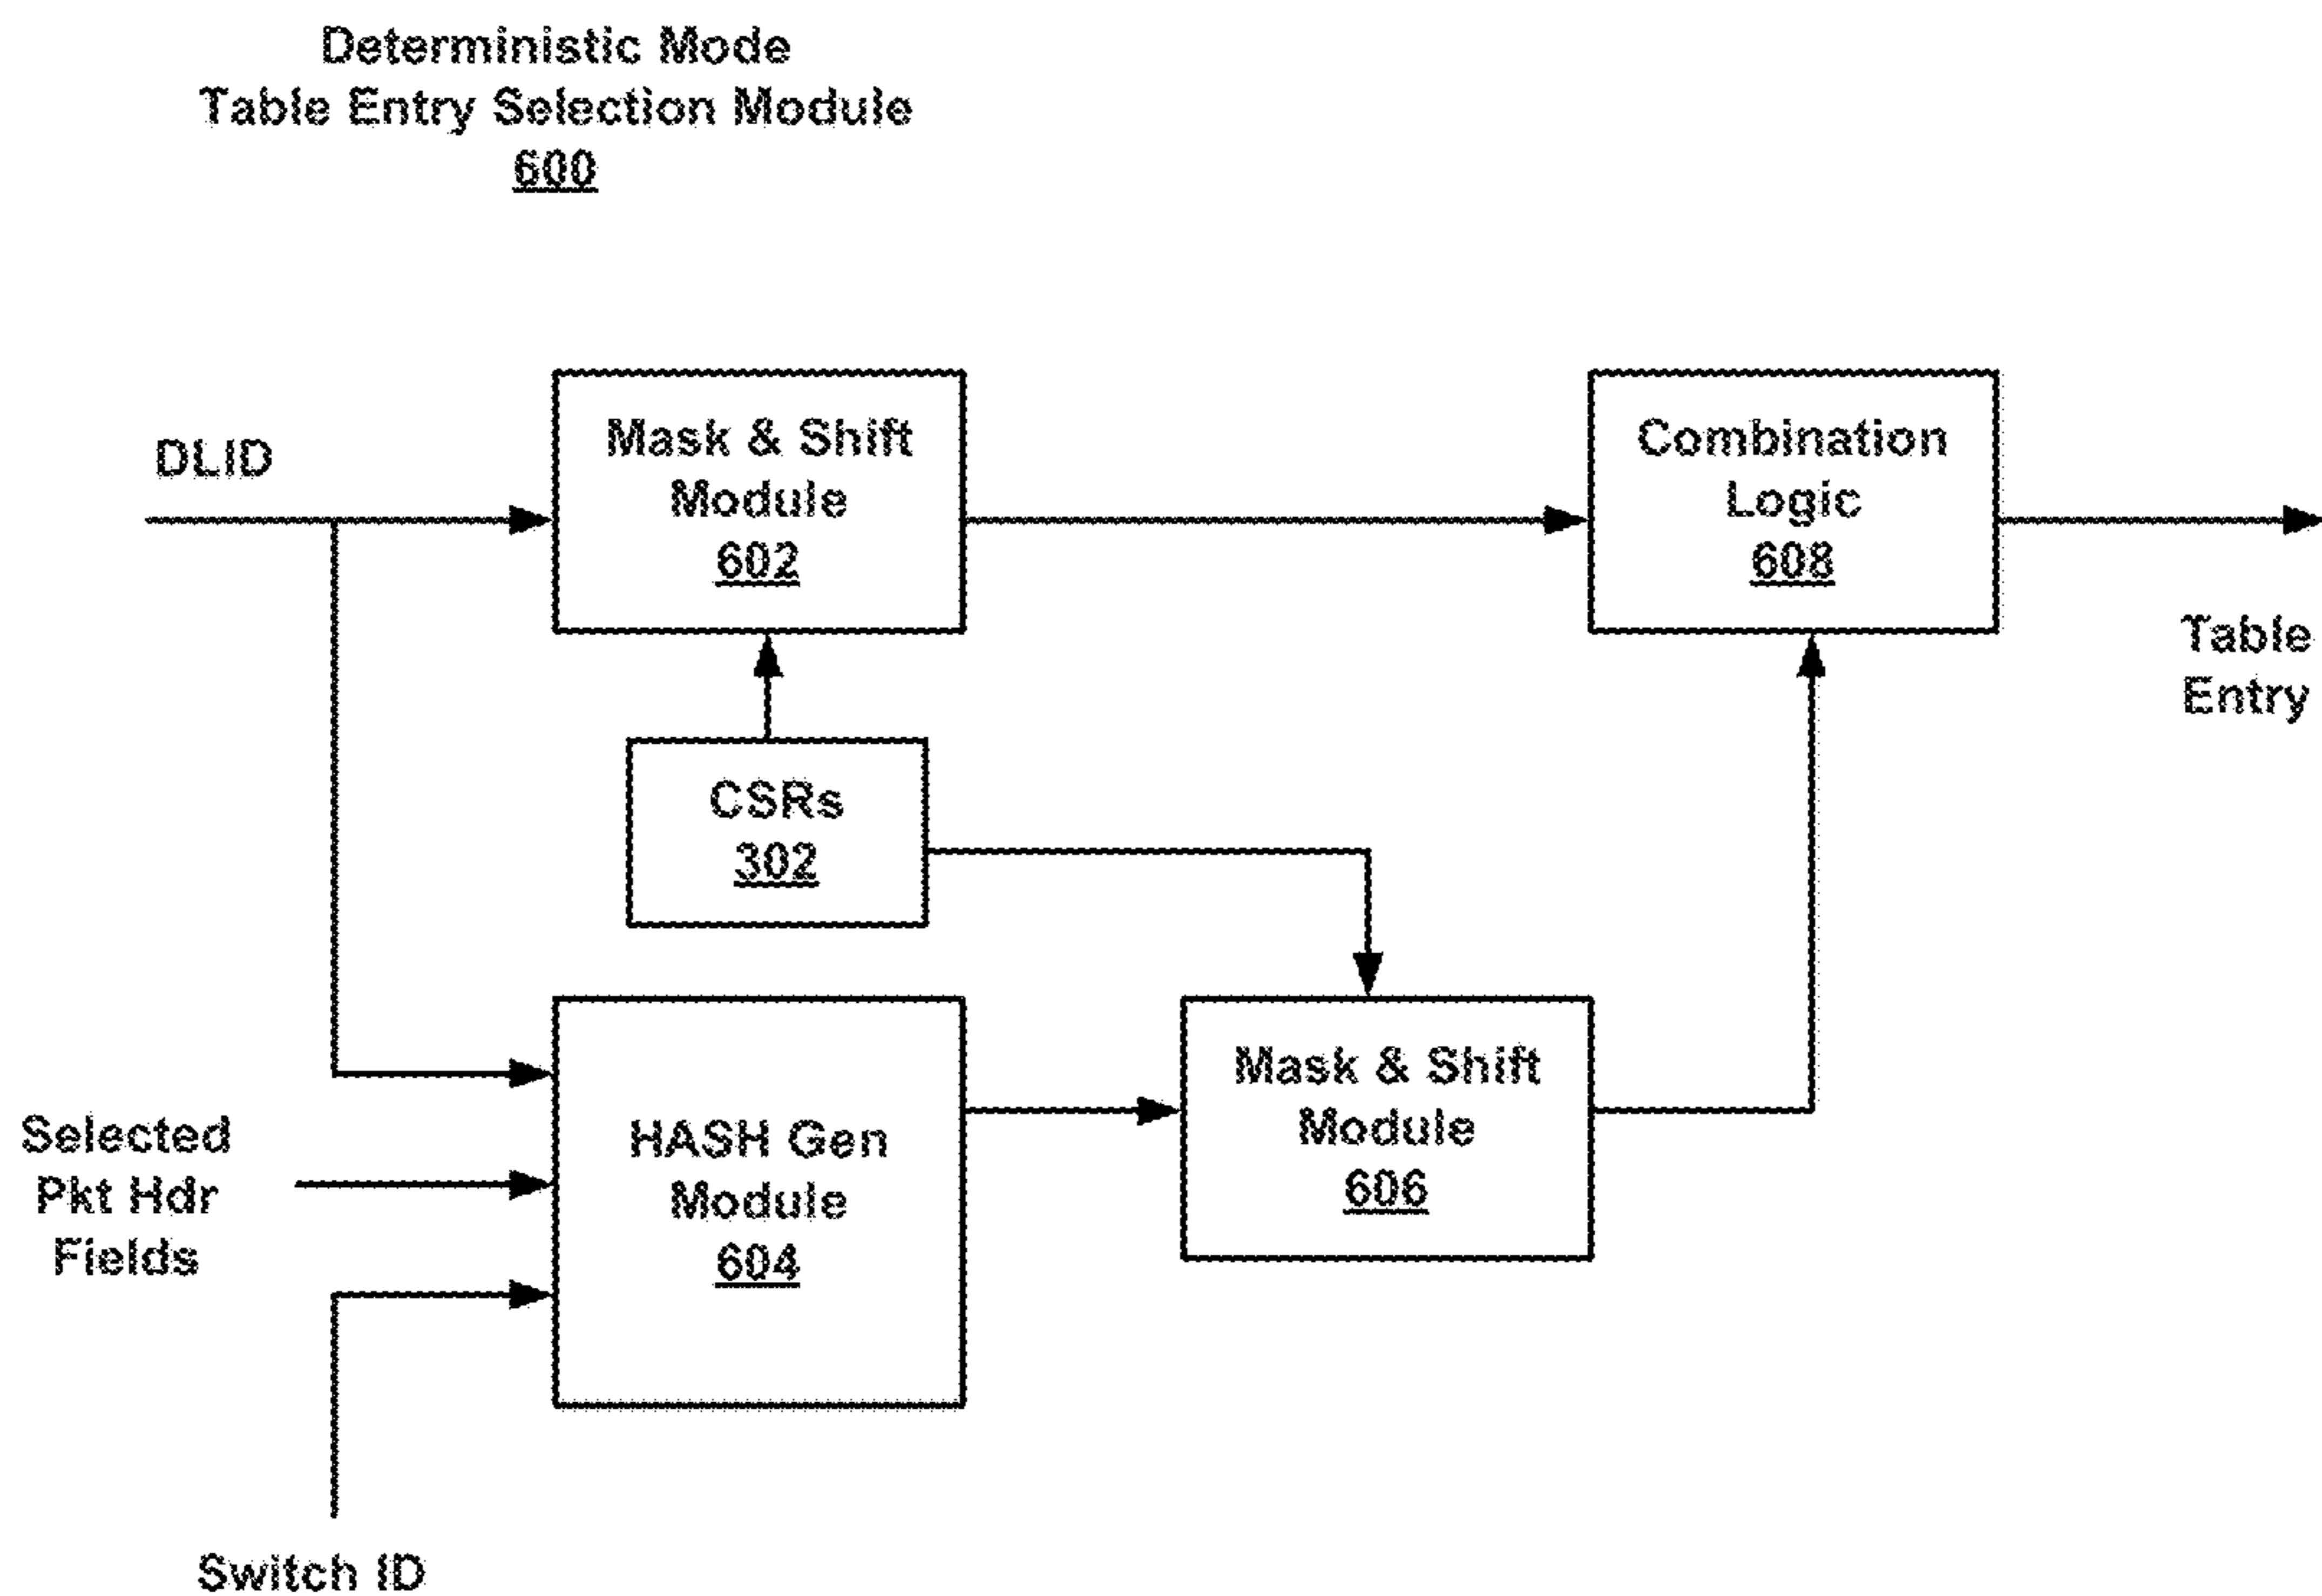 Deterministic Mode
Table Entry Selection Module
600
DLID
Mask & Shift
Module
602
Combination
Logic
608
Table
Entry
CSRs
302
Selected
Pkt Hdr
Fields
HASH Gen
Module
604
Mask & Shift
Module
606
Switch ID